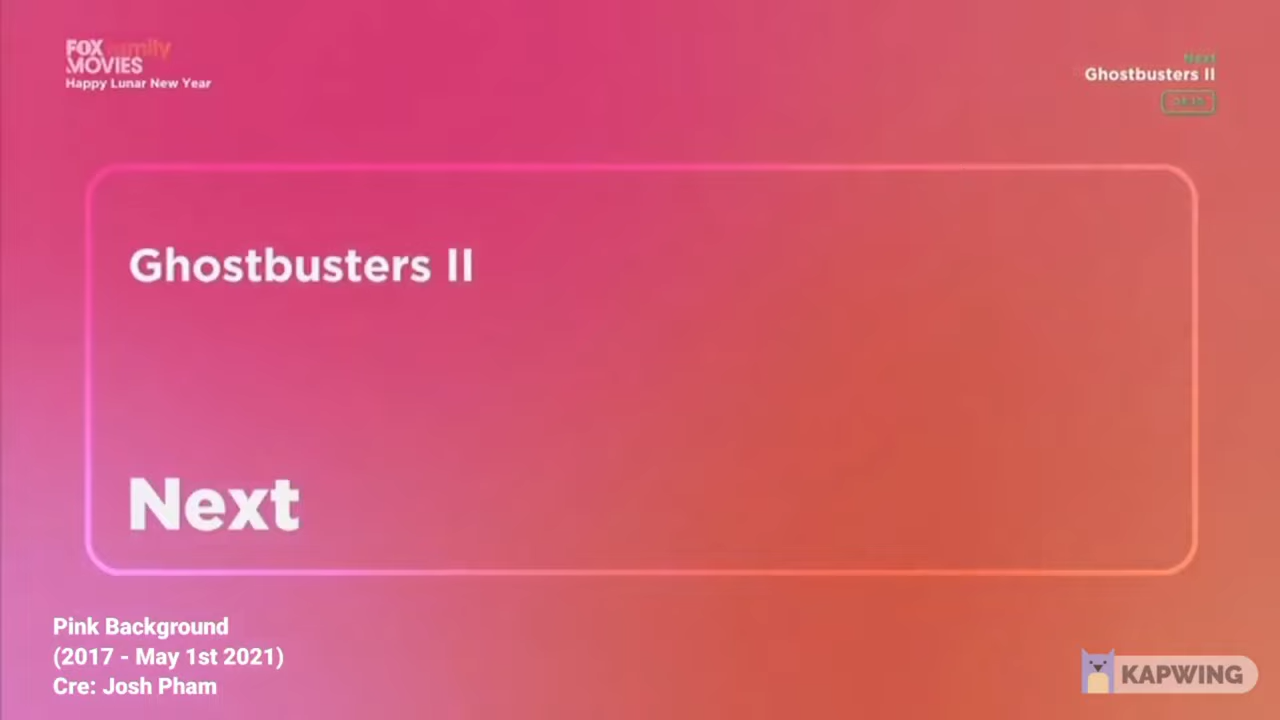 FOX family
MOVIES
Happy Lunar New Year
Next
Ghostbusters II
Ghostbusters II
Next
Pink Background
(2017 - May 1st 2021)
Cre: Josh Pham
KAPWING